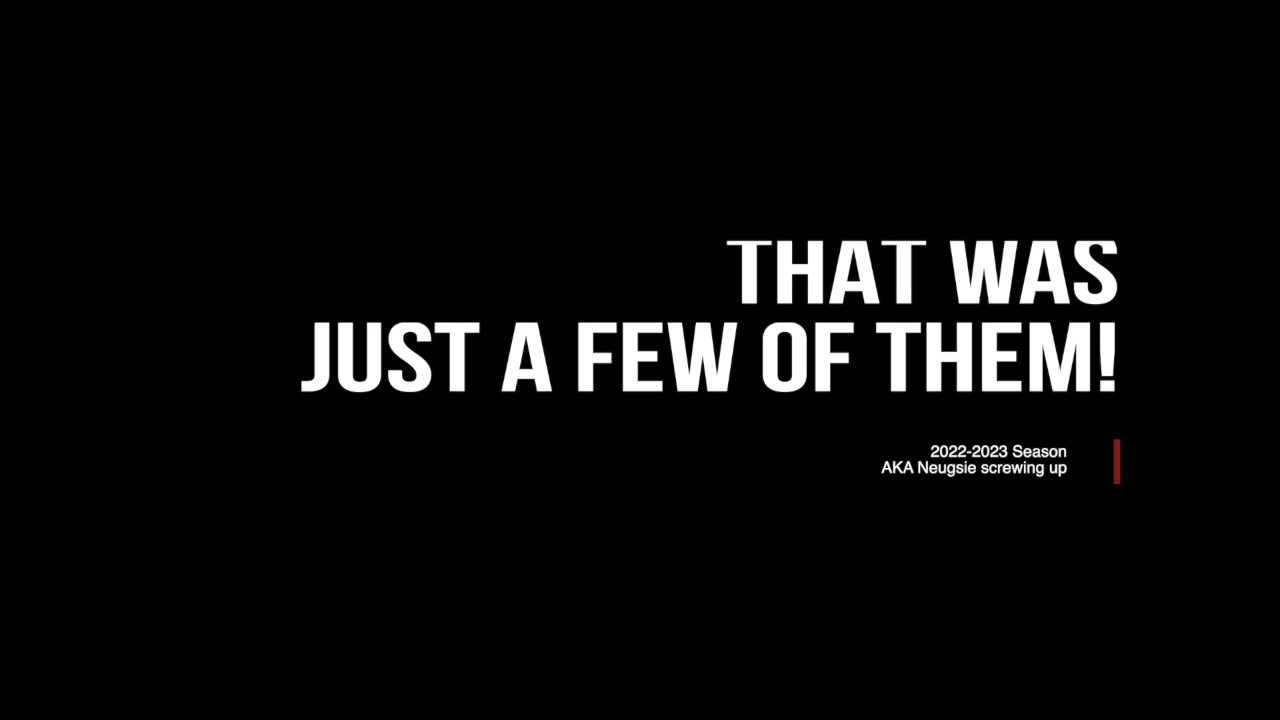 THAT WAS
JUST A FEW OF THEM!
2022-2023 Season
AKA Neugsie screwing up